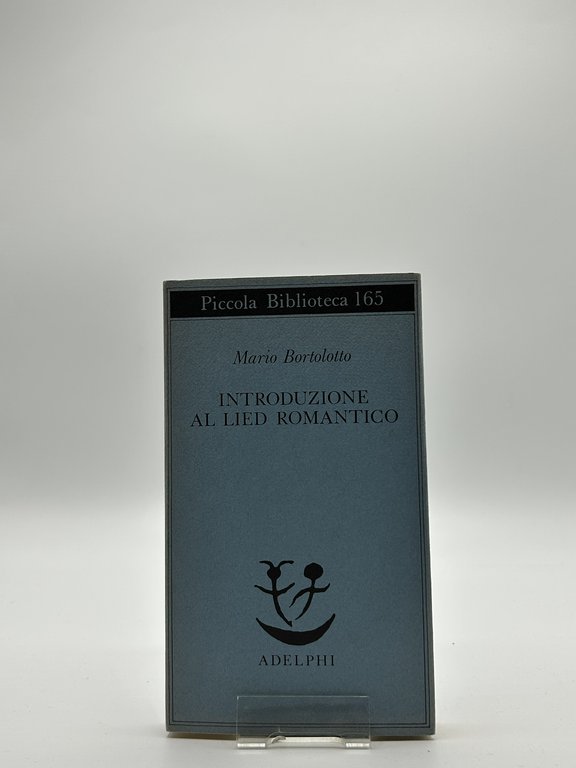 Piccola Biblioteca 165
Mario Bortolotto
INTRODUZIONE
AL LIED ROMANTICO
ADELPHI